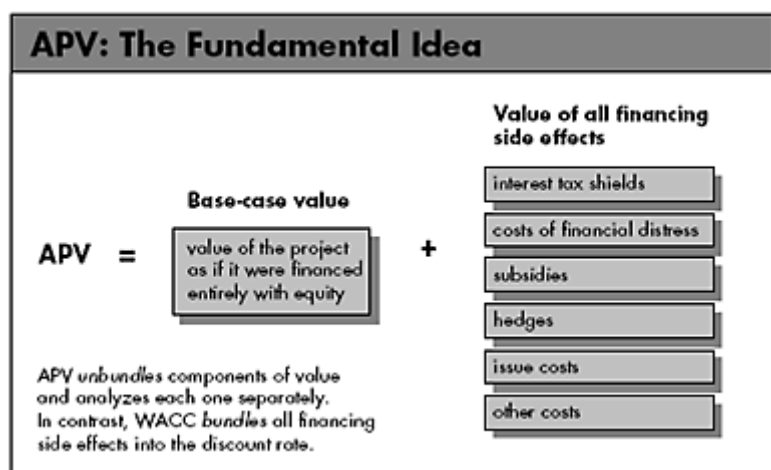 APV: The Fundamental Idea
Value of all financing
side effects
Base-case value
APV = value of the project
as if it were financed
entirely with equity
+
interest tax shields
costs of financial distress
subsidies
hedges
issue costs
other costs
APV unbundles components of value
and analyzes each one separately.
In contrast, WACC bundles all financing
side effects into the discount rate.